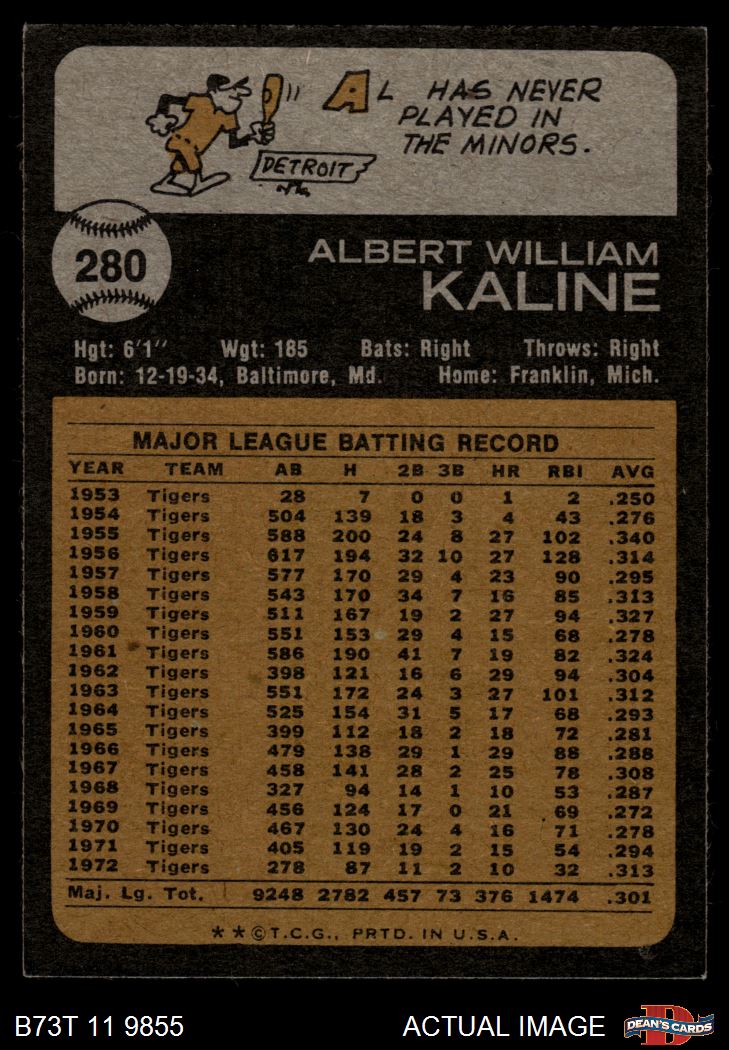 AL HAS NEVER
PLAYED IN
THE MINORS.
DETROIT
280
ALBERT WILLIAM
KALINE
Hgt: 6'1" Wgt: 185 Bats: Right Throws: Right
Born: 12-19-34, Baltimore, Md. Home: Franklin, Mich.
MAJOR LEAGUE BATTING RECORD
YEAR TEAM AB H 2B 3B HR RBI AVG
1953 Tigers 28 7 0 0 1 2 .250
1954 Tigers 504 139 18 3 4 43 .276
1955 Tigers 588 200 24 8 27 102 .340
1956 Tigers 617 194 32 10 27 128 .314
1957 Tigers 577 170 29 4 23 90 .295
1958 Tigers 543 170 34 7 16 85 .313
1959 Tigers 511 167 19 2 27 94 .327
1960 Tigers 551 153 29 4 15 68 .278
1961 Tigers 586 190 41 7 19 82 .324
1962 Tigers 398 121 16 6 29 94 .304
1963 Tigers 551 172 24 3 27 101 .312
1964 Tigers 525 154 31 5 17 68 .293
1965 Tigers 399 112 18 2 18 72 .281
1966 Tigers 479 138 29 1 29 88 .288
1967 Tigers 458 141 28 2 25 78 .308
1968 Tigers 327 94 14 1 10 53 .287
1969 Tigers 456 124 17 0 21 69 .272
1970 Tigers 467 130 24 4 16 71 .278
1971 Tigers 405 119 19 2 15 54 .294
1972 Tigers 278 87 11 2 10 32 .313
Maj. Lg. Tot. 9248 2782 457 73 376 1474 .301
**©T.C.G., PRTD. IN U.S.A.
B73T 11 9855 ACTUAL IMAGE
D
DEAN'S CARDS